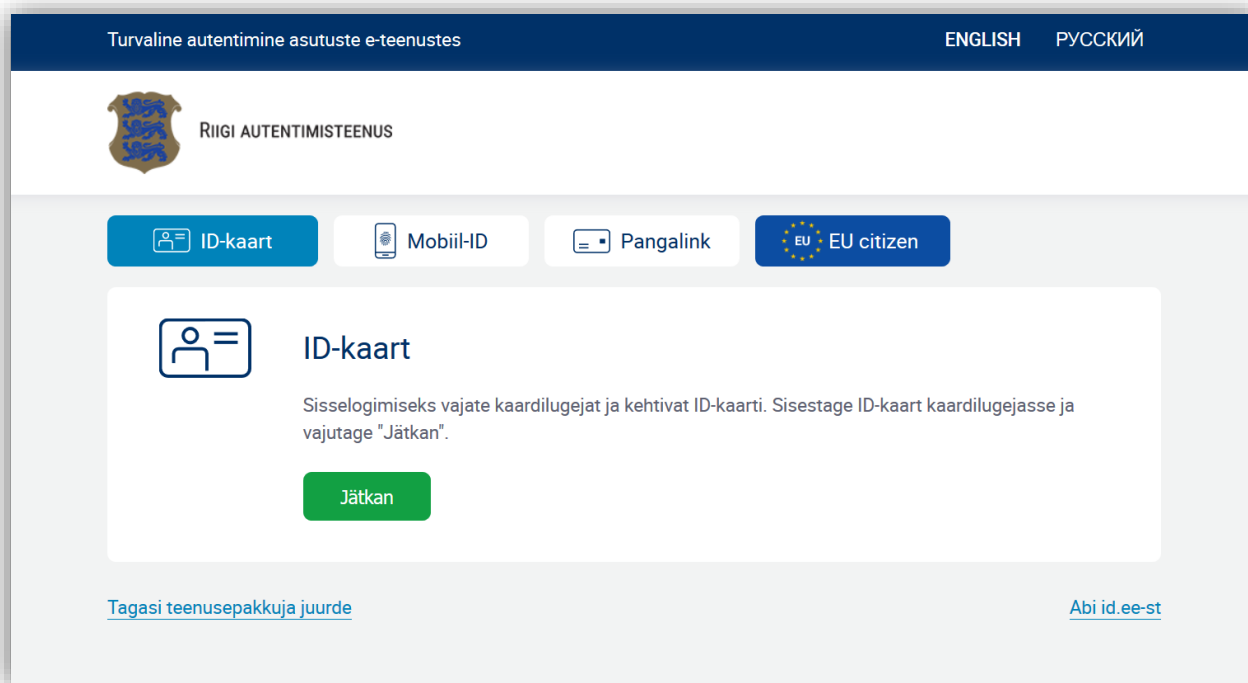 Turvaline autentimine asutuste e-teenustes
ENGLISH РУССКИЙ
RIIGI AUTENTIMISTEENUS
ID-kaart
Mobiil-ID
Pangalink
EU EU citizen
ID-kaart
Sisselogimiseks vajate kaardilugejat ja kehtivat ID-kaarti. Sisestage ID-kaart kaardilugejasse ja
vajutage "Jätkan".
Jätkan
Tagasi teenusepakkuja juurde
Abi id.ee-st